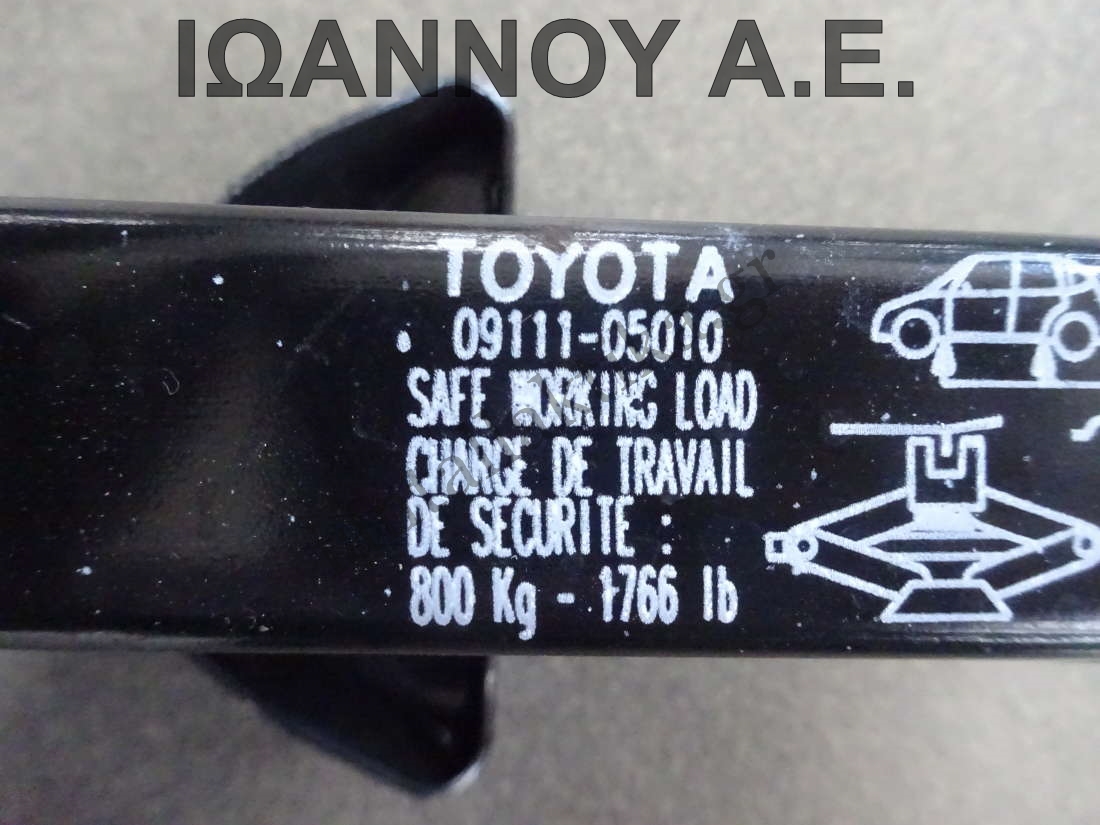 ΙΩΑΝΝΟΥ Α.Ε.
TOYOTA
09111-05010
SAFE WORKING LOAD
CHARGE DE TRAVAIL
DE SECURITE :
800 Kg - 1766 lb